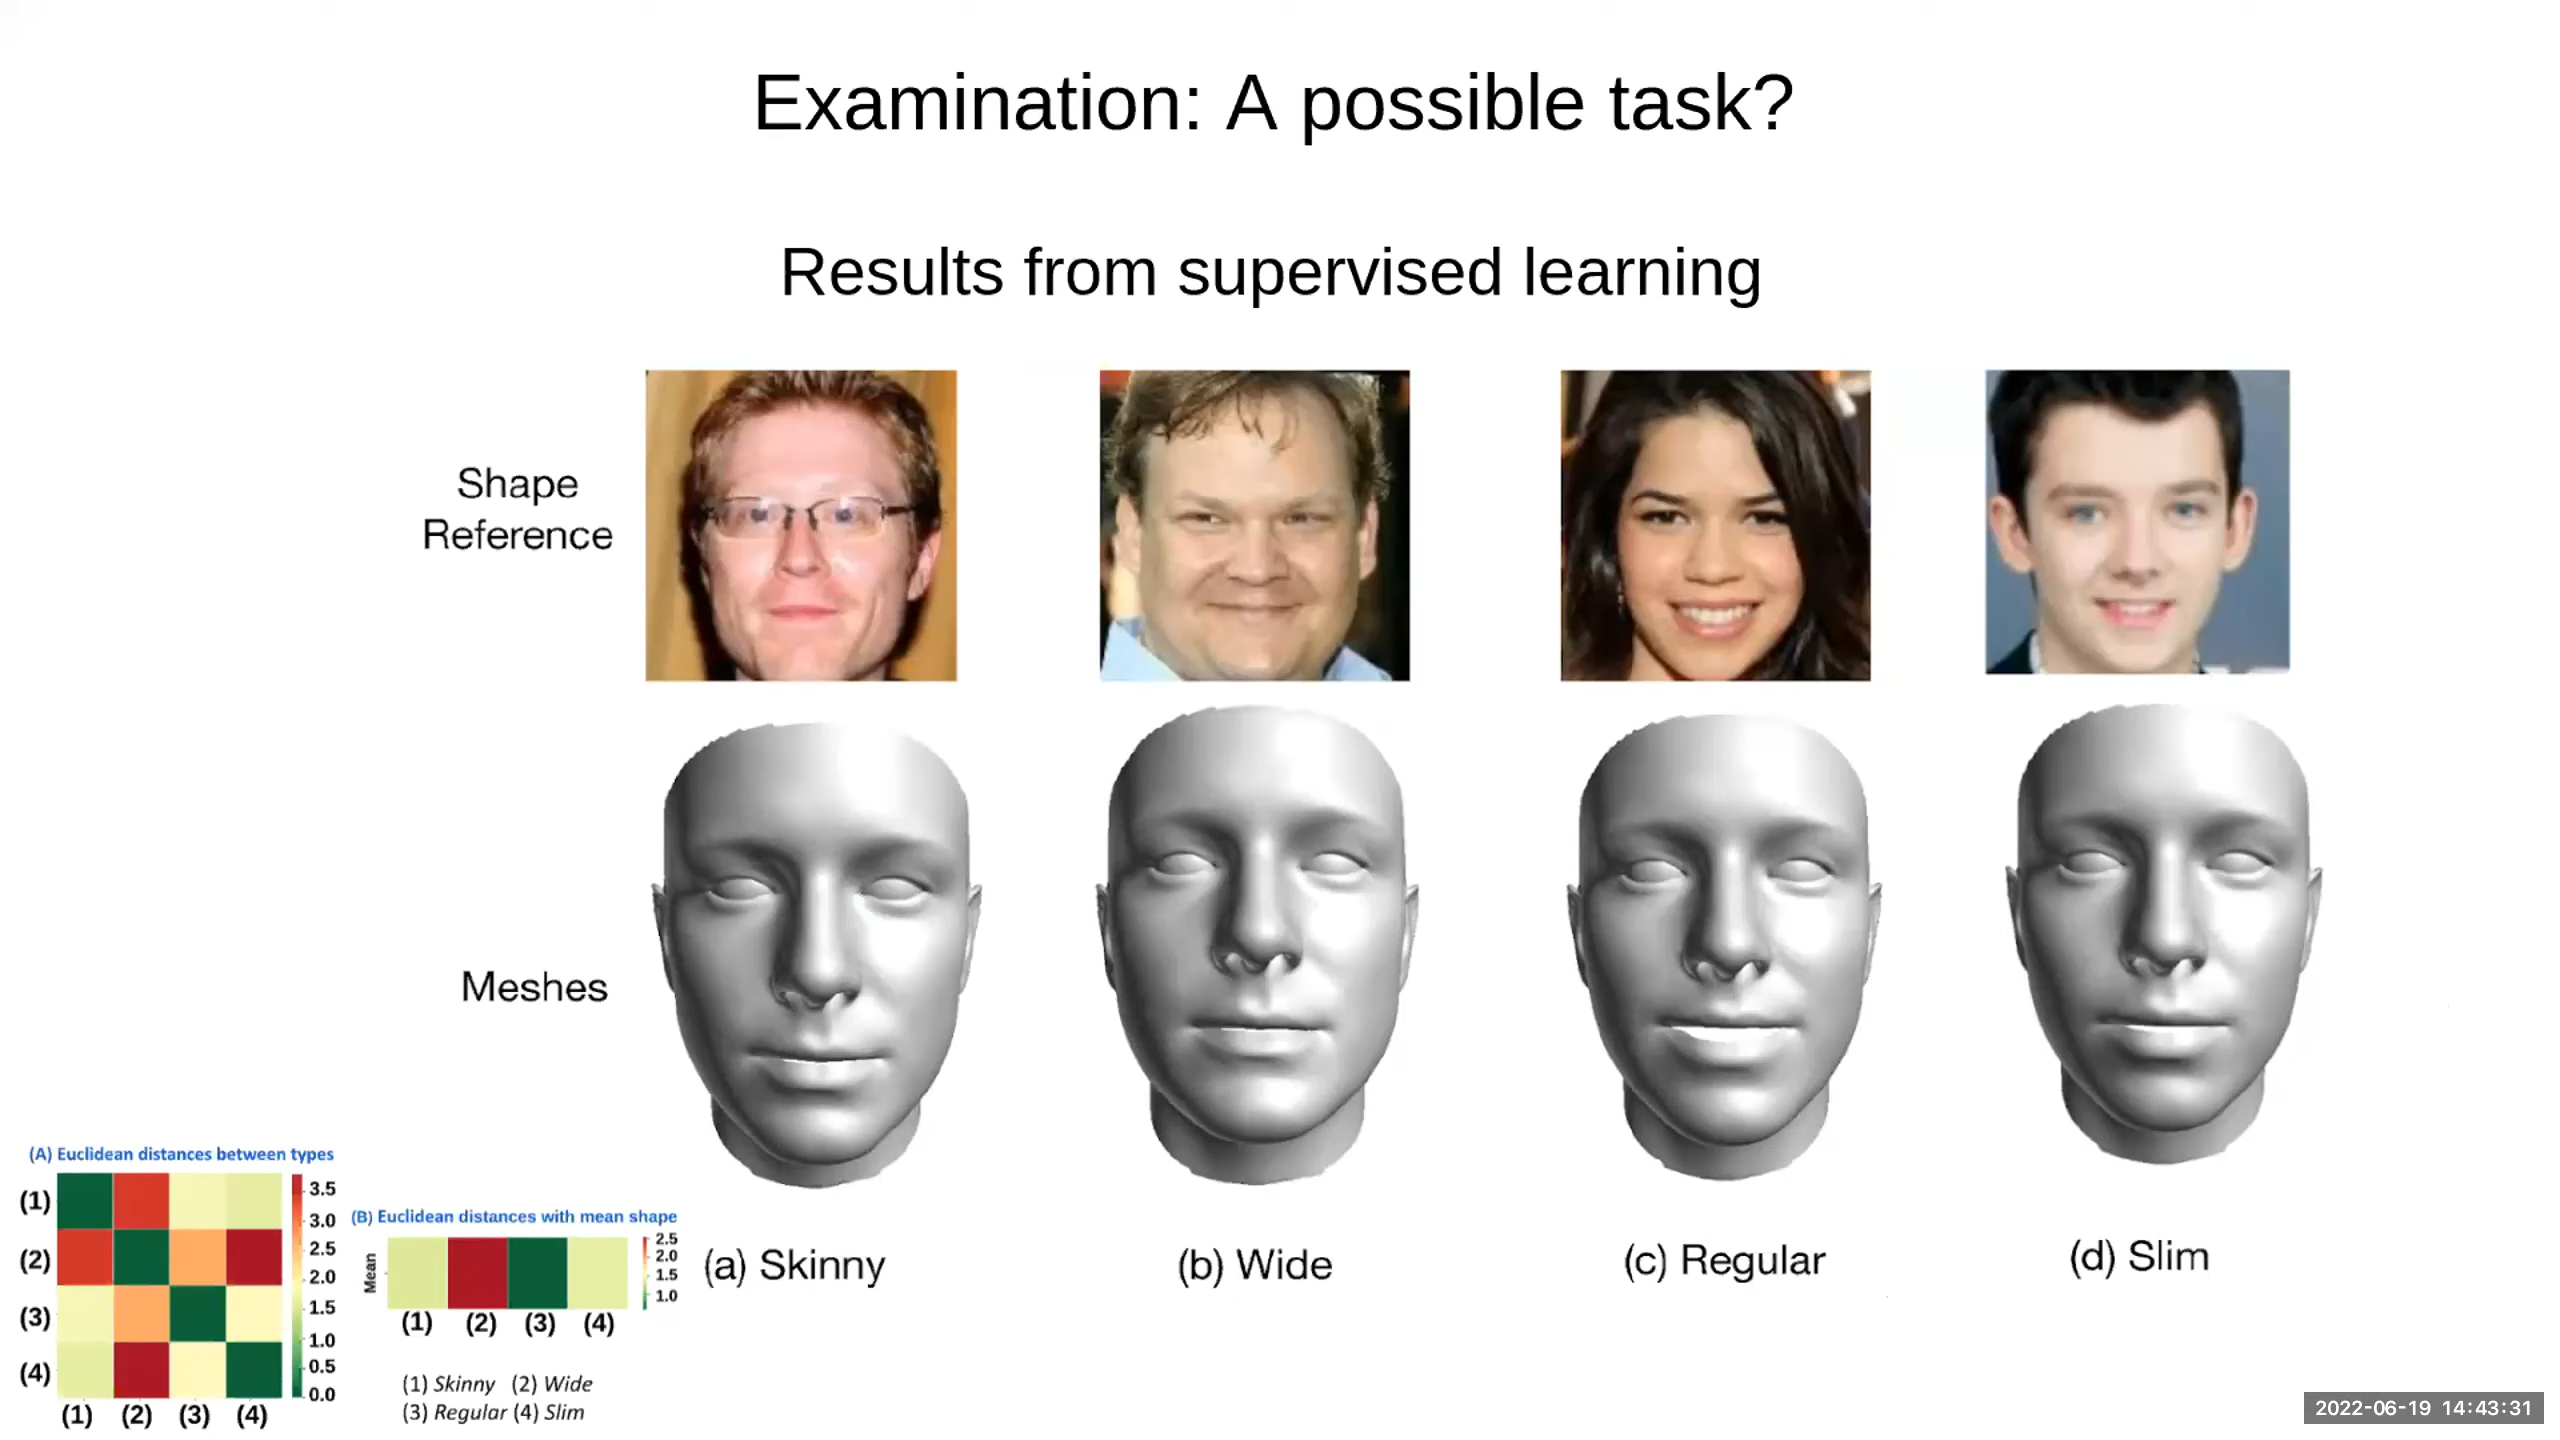 Examination: A possible task?
Results from supervised learning
Shape
Reference
Meshes
(a) Skinny
(b) Wide
(c) Regular
(d) Slim
(A) Euclidean distances between types
(1)
(2)
(3)
(4)
3.5
3.0
2.5
2.0
1.5
1.0
0.5
0.0
(1) (2) (3) (4)
(B) Euclidean distances with mean shape
Mean
2.5
2.0
1.5
1.0
(1) (2) (3) (4)
(1) Skinny (2) Wide
(3) Regular (4) Slim
2022-06-19 14:43:31